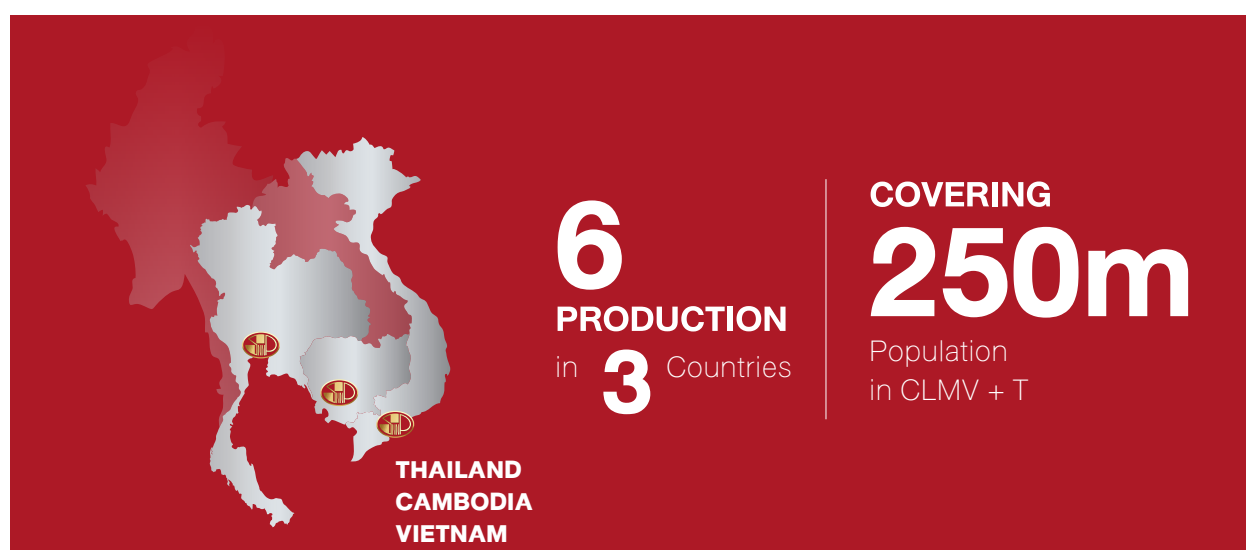 THAILAND
CAMBODIA
VIETNAM
6
PRODUCTION
in 3 Countries
COVERING
250m
Population
in CLMV + T